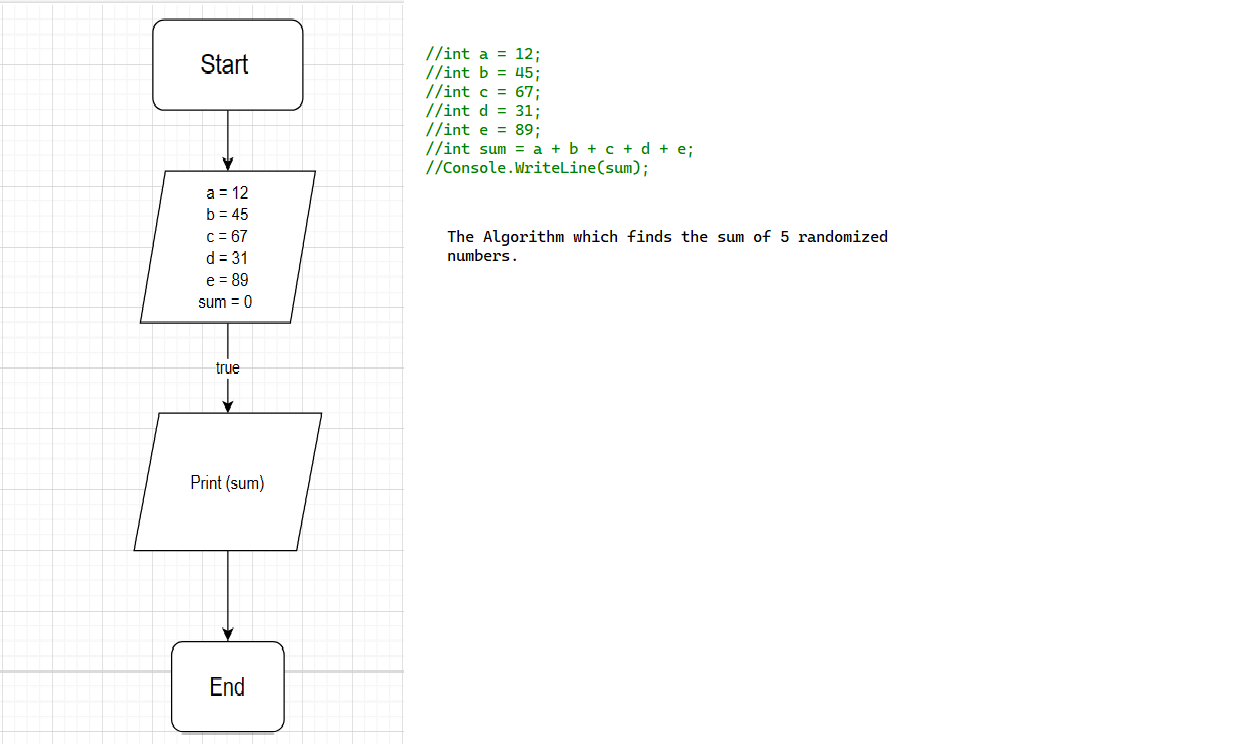 Start
a = 12
b = 45
c = 67
d = 31
e = 89
sum = 0
true
Print (sum)
End
//int a = 12;
//int b = 45;
//int c = 67;
//int d = 31;
//int e = 89;
//int sum = a + b + c + d + e;
//Console.WriteLine(sum);
The Algorithm which finds the sum of 5 randomized
numbers.